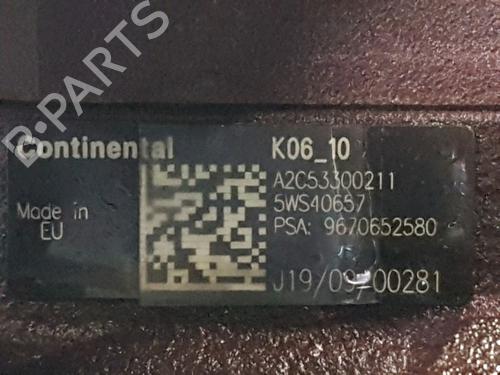 B-PARTS
Continental
K06_10
A2C53300211
5WS40657
PSA: 9670652580
Made in
EU
J19/09/00281